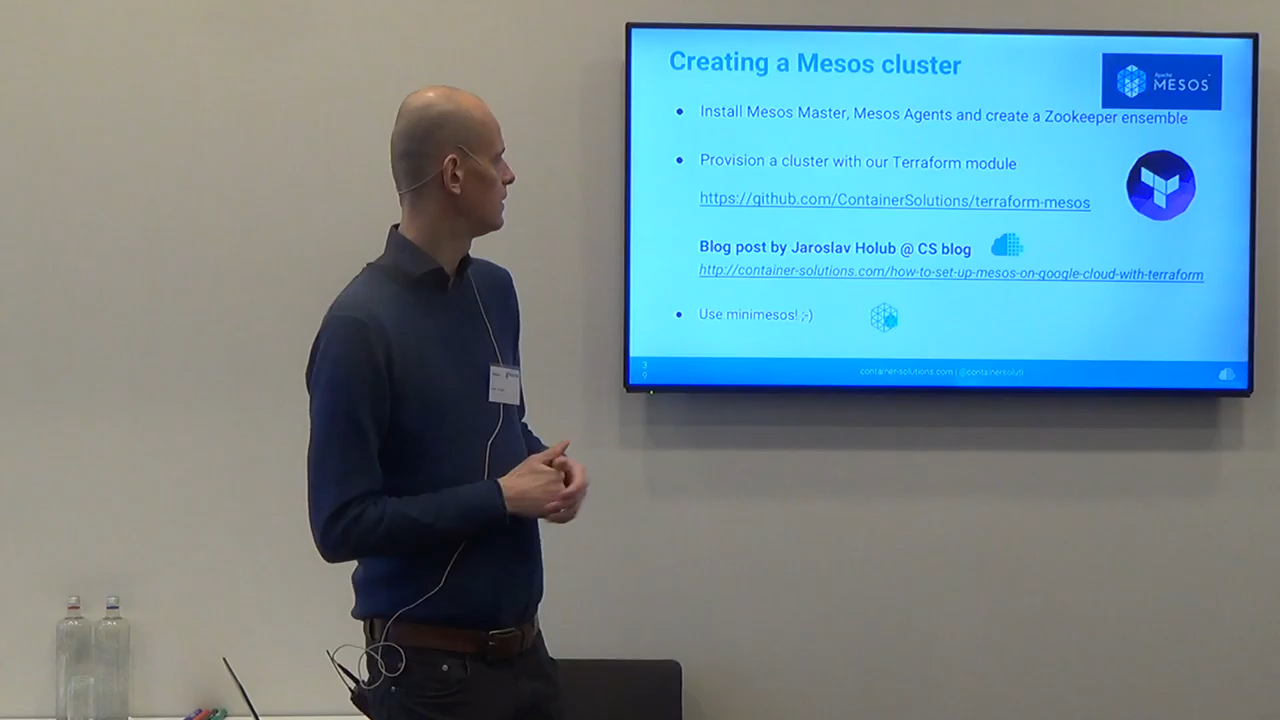 Creating a Mesos cluster
Apache
MESOS
Install Mesos Master, Mesos Agents and create a Zookeeper ensemble
Provision a cluster with our Terraform module
https://github.com/ContainerSolutions/terraform-mesos
Blog post by Jaroslav Holub @ CS blog
http://container-solutions.com/how-to-set-up-mesos-on-google-cloud-with-terraform
Use minimesos! ;-)
3
container-solutions.com | @containersoluti